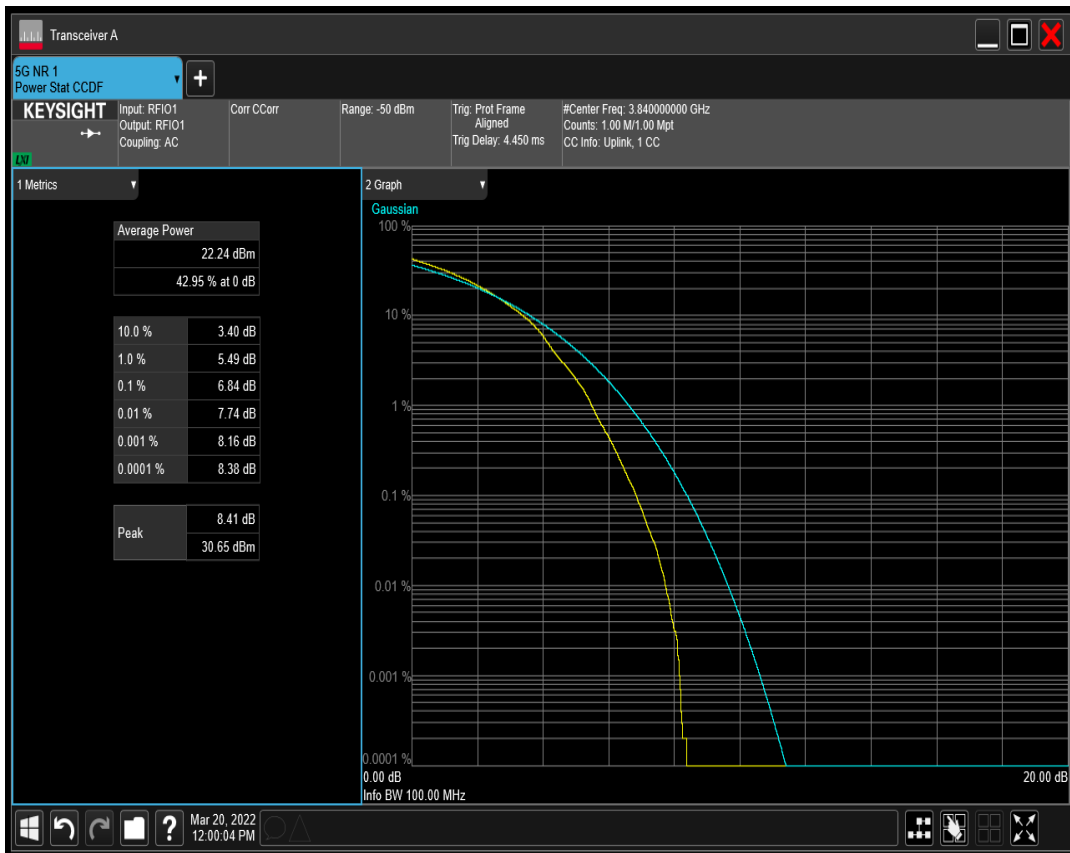 Transceiver A
5G NR 1
Power Stat CCDF
+
KEYSIGHT
LXI
Input: RFIO1
Output: RFIO1
Coupling: AC
Corr CCorr
Range: -50 dBm
Trig: Prot Frame
Aligned
Trig Delay: 4.450 ms
#Center Freq: 3.840000000 GHz
Counts: 1.00 M/1.00 Mpt
CC Info: Uplink, 1 CC
1 Metrics
Average Power
22.24 dBm
42.95 % at 0 dB
10.0 % 3.40 dB
1.0 % 5.49 dB
0.1 % 6.84 dB
0.01 % 7.74 dB
0.001 % 8.16 dB
0.0001 % 8.38 dB
Peak 8.41 dB
30.65 dBm
2 Graph
Gaussian
100 %
10 %
1 %
0.1 %
0.01 %
0.001 %
0.0001 %
0.00 dB 20.00 dB
Info BW 100.00 MHz
?
Mar 20, 2022
12:00:04 PM